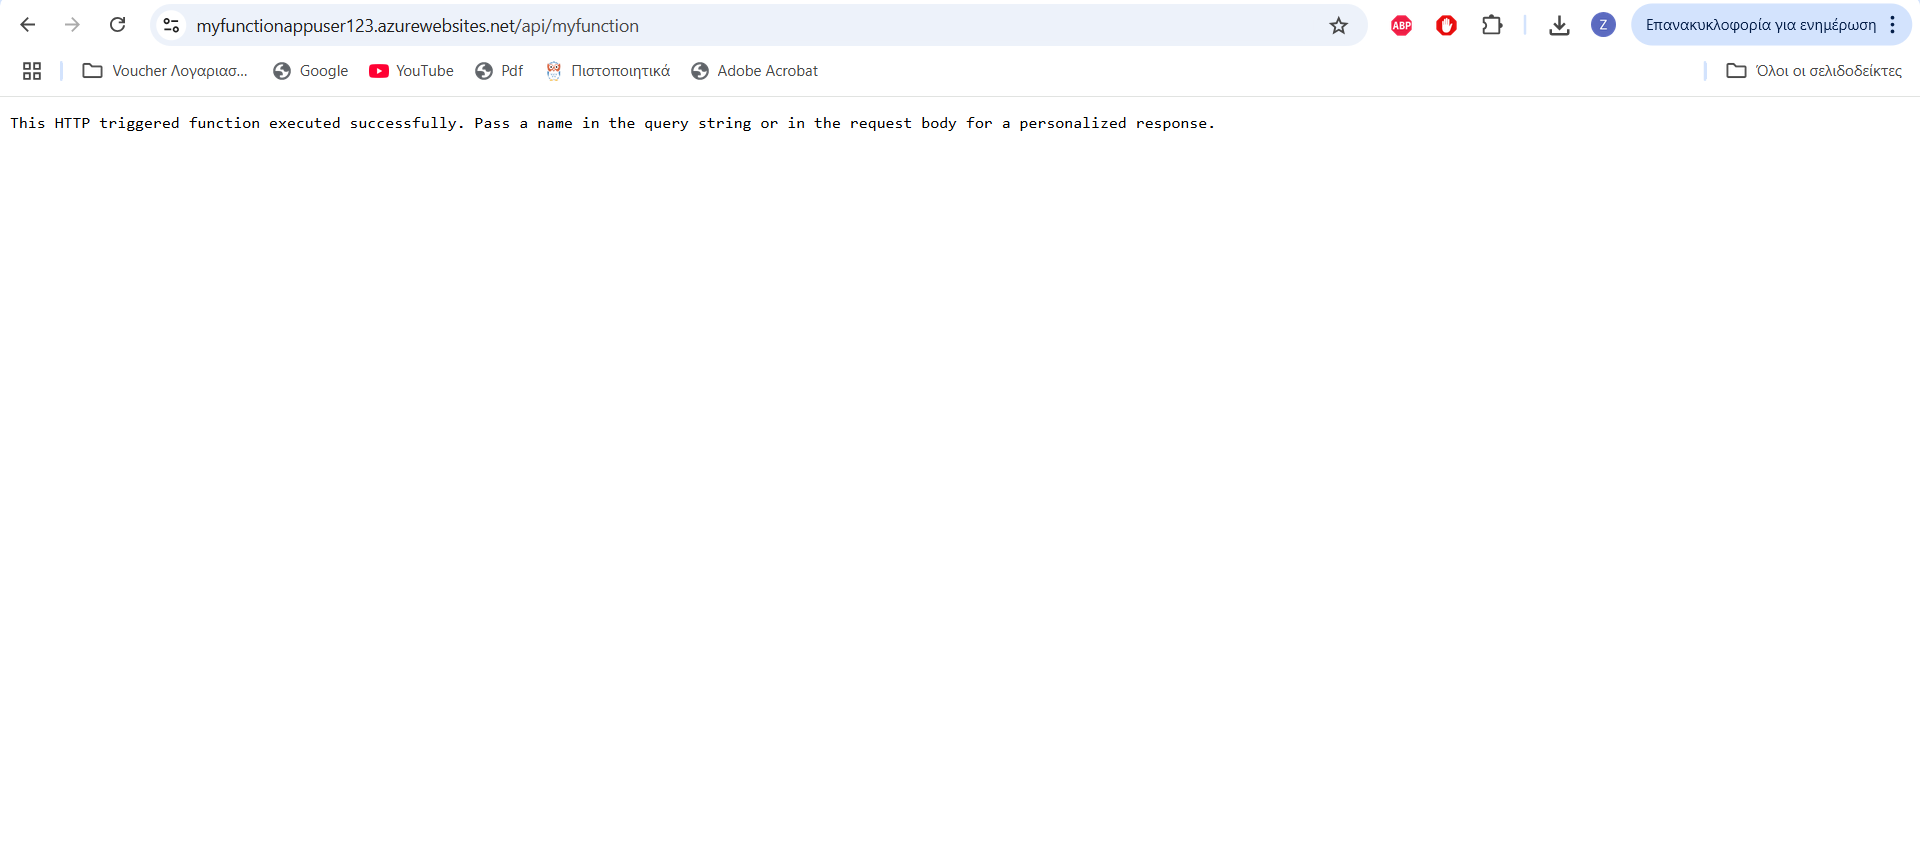 myfunctionappuser123.azurewebsites.net/api/myfunction ABP Z Επανακυκλοφορία για ενημέρωση
Voucher Λογαριασ... Google YouTube Pdf Πιστοποιητικά Adobe Acrobat Όλοι οι σελιδοδείκτες
This HTTP triggered function executed successfully. Pass a name in the query string or in the request body for a personalized response.